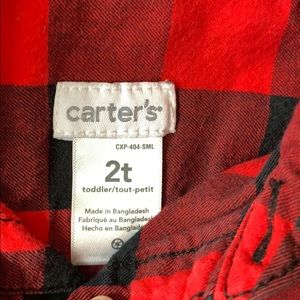 carter's
CXP-404-SML
2t
toddler/tout-petit
Made in Bangladesh
Fabriqué au Bangladesh
Hecho en Bangladesh